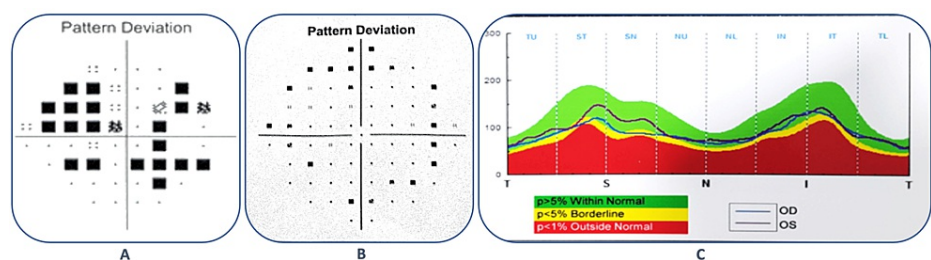 Pattern Deviation
A
Pattern Deviation
B
300
200
100
0
TU ST SN NU NL IN IT TL
T S N I T
p>5% Within Normal
p<5% Borderline
p<1% Outside Normal
OD
OS
C